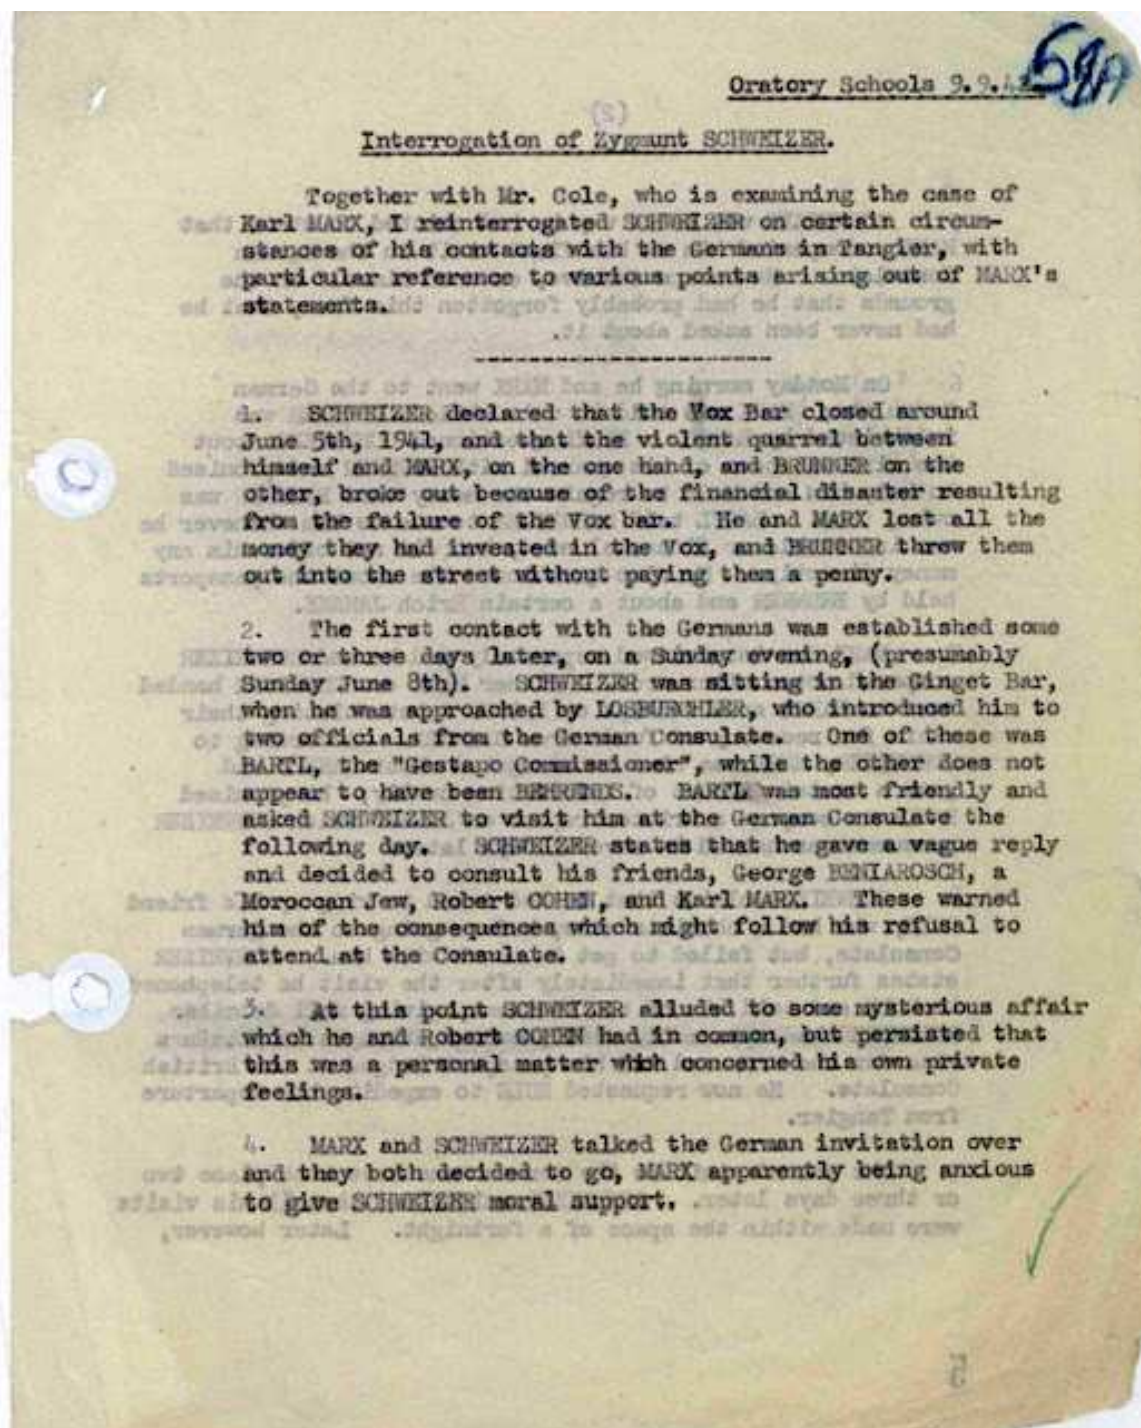 59A
Oratory Schools 9.9.42.
Interrogation of Zygmunt SCHWEIZER.
Together with Mr. Cole, who is examining the case of
Karl MARX, I reinterrogated SCHWEIZER on certain circum-
stances of his contacts with the Germans in Tangier, with
particular reference to various points arising out of MARX's
statements.
-----------------------
1. SCHWEIZER declared that the Vox Bar closed around
June 5th, 1941, and that the violent quarrel between
himself and MARX, on the one hand, and BRUNNER on the
other, broke out because of the financial disaster resulting
from the failure of the Vox bar. He and MARX lost all the
money they had invested in the Vox, and BRUNNER threw them
out into the street without paying them a penny.
2. The first contact with the Germans was established some
two or three days later, on a Sunday evening, (presumably
Sunday June 8th). SCHWEIZER was sitting in the Ginget Bar,
when he was approached by LOSBURCHLER, who introduced him to
two officials from the German Consulate. One of these was
BARTL, the "Gestapo Commissioner", while the other does not
appear to have been BEHRENDS. BARTL was most friendly and
asked SCHWEIZER to visit him at the German Consulate the
following day. SCHWEIZER states that he gave a vague reply
and decided to consult his friends, George BENIAROSCH, a
Moroccan Jew, Robert COHEN, and Karl MARX. These warned
him of the consequences which might follow his refusal to
attend at the Consulate.
3. At this point SCHWEIZER alluded to some mysterious affair
which he and Robert COHEN had in common, but persisted that
this was a personal matter which concerned his own private
feelings.
4. MARX and SCHWEIZER talked the German invitation over
and they both decided to go, MARX apparently being anxious
to give SCHWEIZER moral support.